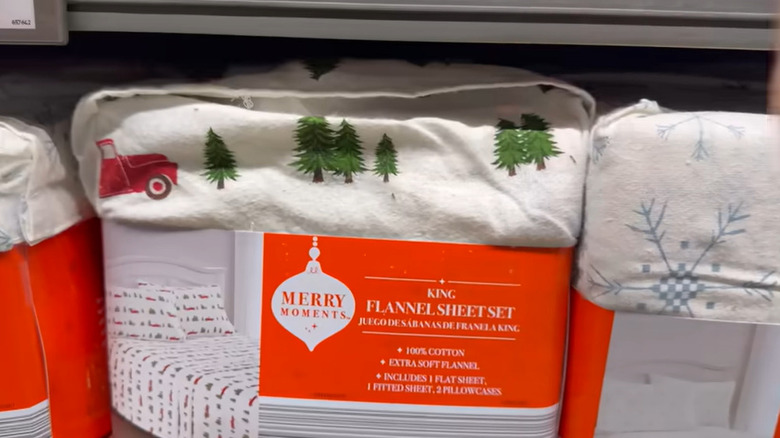 457442
MERRY
MOMENTS
KING
FLANNEL SHEET SET
JUEGO DE SÁBANAS DE FRANELA KING
✦ 100% COTTON
✦ EXTRA SOFT FLANNEL
✦ INCLUDES 1 FLAT SHEET,
1 FITTED SHEET, 2 PILLOWCASES